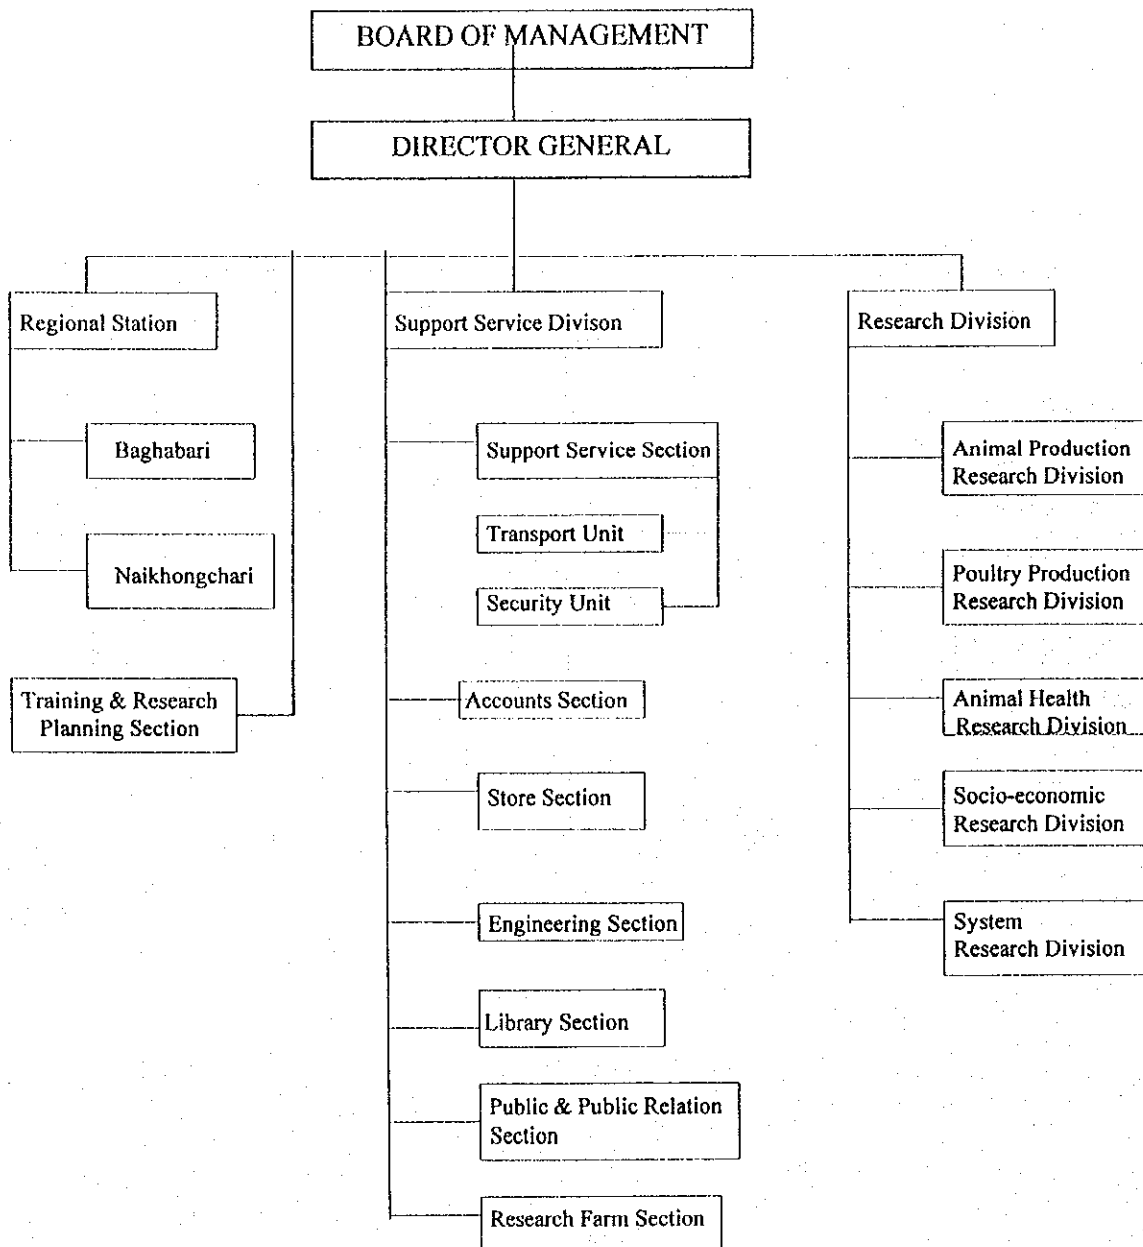 BOARD OF MANAGEMENT
DIRECTOR GENERAL
Regional Station
Baghabari
Naikhongchari
Training & Research
Planning Section
Support Service Divison
Support Service Section
Transport Unit
Security Unit
Accounts Section
Store Section
Engineering Section
Library Section
Public & Public Relation
Section
Research Farm Section
Research Division
Animal Production
Research Division
Poultry Production
Research Division
Animal Health
Research Division
Socio-economic
Research Division
System
Research Division